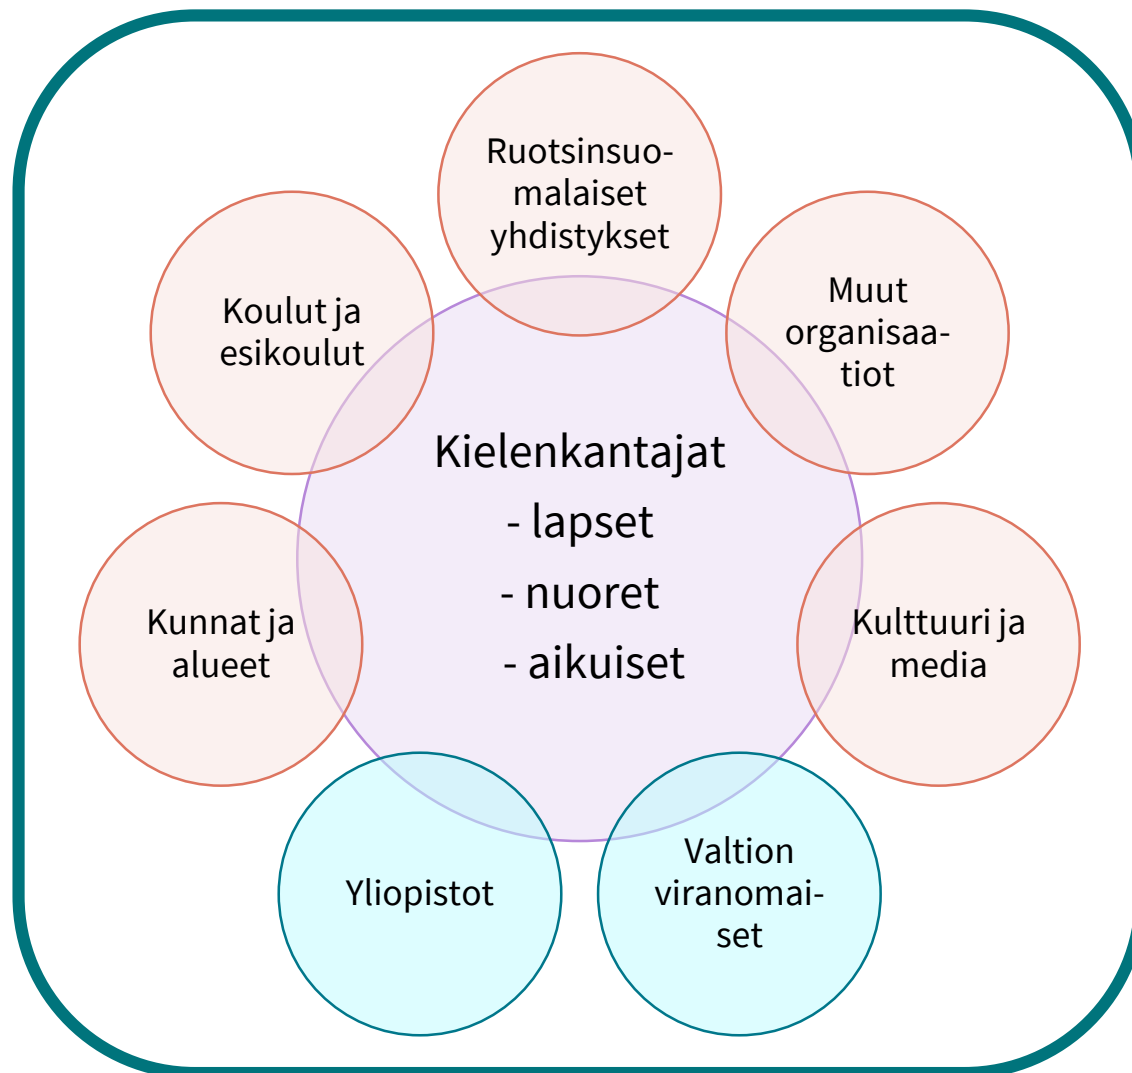 Ruotsinsuo-
malaiset
yhdistykset
Muut
organisaa-
tiot
Koulut ja
esikoulut
Kielenkantajat
- lapset
- nuoret
- aikuiset
Kulttuuri ja
media
Kunnat ja
alueet
Valtion
viranomai-
set
Yliopistot